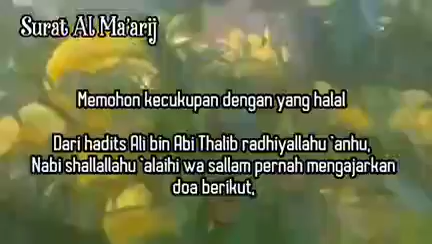 Surat Al Ma'arij
Memohon kecukupan dengan yang halal
Dari hadits Ali bin Abi Thalib radhiyallahu `anhu,
Nabi shallallahu `alaihi wa sallam pernah mengajarkan
doa berikut,